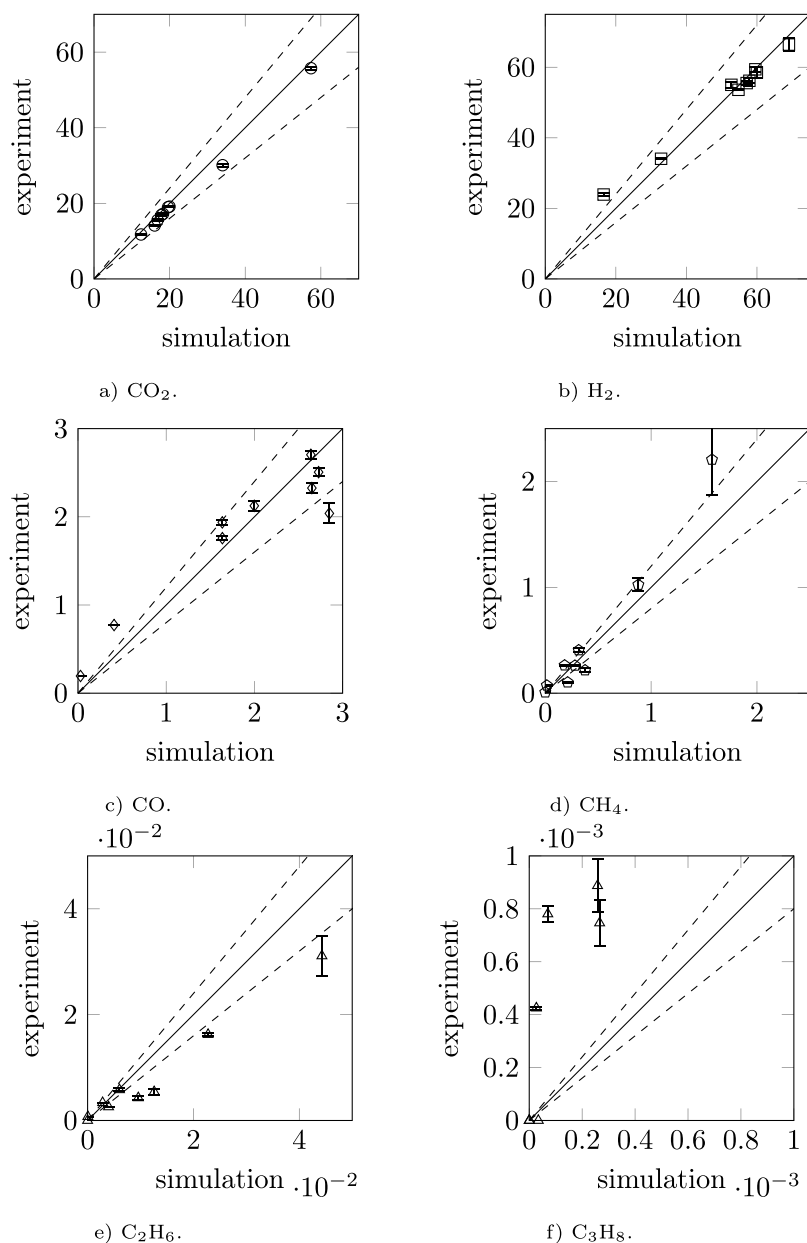 60
40
20
0
0 20 40 60
experiment
simulation
a) CO₂.
60
40
20
0
0 20 40 60
experiment
simulation
b) H₂.
3
2
1
0
0 1 2 3
experiment
simulation
c) CO.
2
1
0
0 1 2
experiment
simulation
d) CH₄.
·10⁻²
4
2
0
0 2 4
experiment
simulation ·10⁻²
e) C₂H₆.
·10⁻³
1
0.8
0.6
0.4
0.2
0
0 0.2 0.4 0.6 0.8 1
experiment
simulation ·10⁻³
f) C₃H₈.